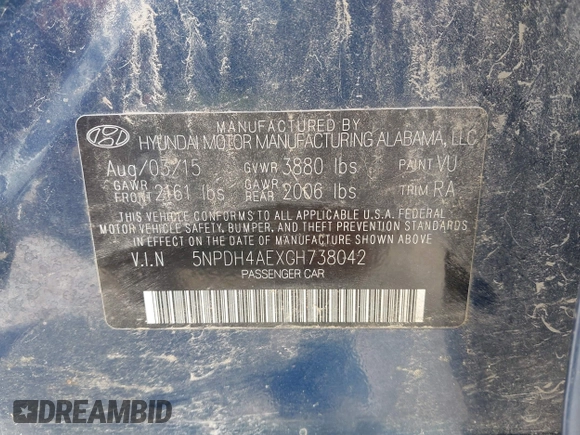 MANUFACTURED BY
HYUNDAI MOTOR MANUFACTURING ALABAMA, LLC
Aug/03/15 GVWR 3880 lbs PAINT VU
GAWR FRONT 2161 lbs GAWR REAR 2006 lbs TRIM RA
THIS VEHICLE CONFORMS TO ALL APPLICABLE U.S.A. FEDERAL
MOTOR VEHICLE SAFETY, BUMPER, AND THEFT PREVENTION STANDARDS
IN EFFECT ON THE DATE OF MANUFACTURE SHOWN ABOVE
V.I.N 5NPDH4AEXGH738042
PASSENGER CAR
DREAMBID